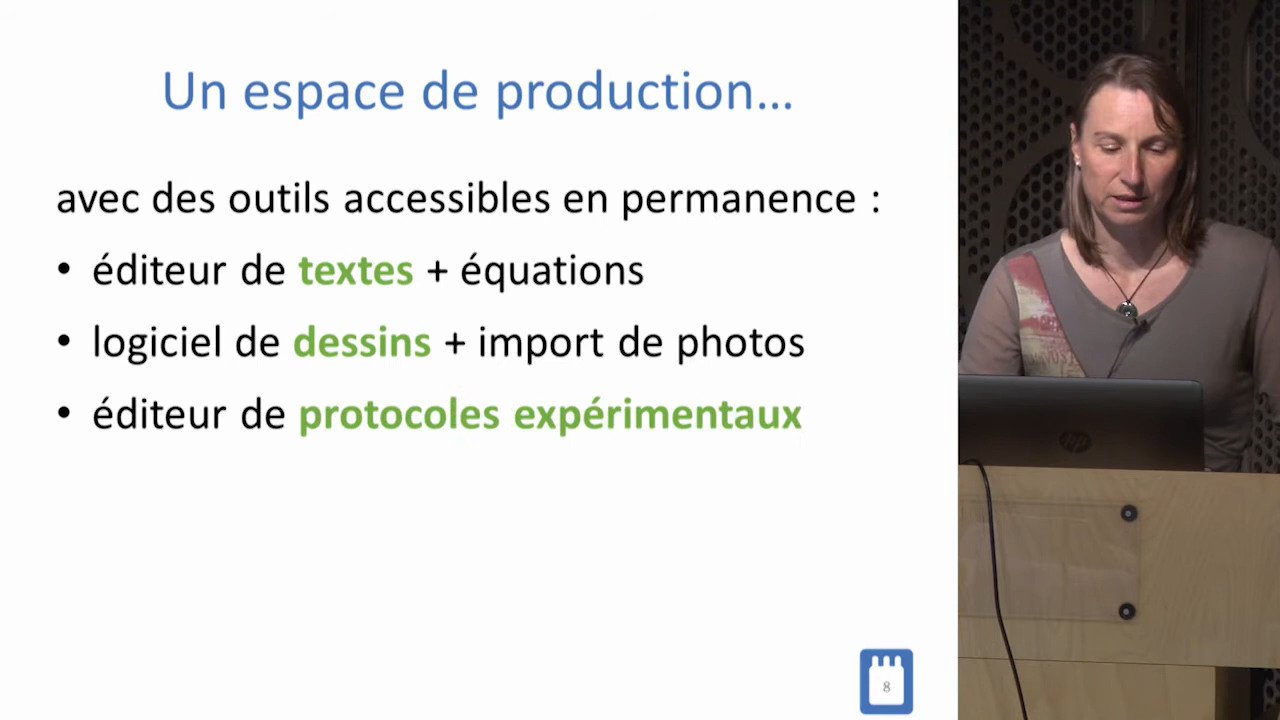 Un espace de production...
avec des outils accessibles en permanence :
• éditeur de textes + équations
• logiciel de dessins + import de photos
• éditeur de protocoles expérimentaux
8
hp